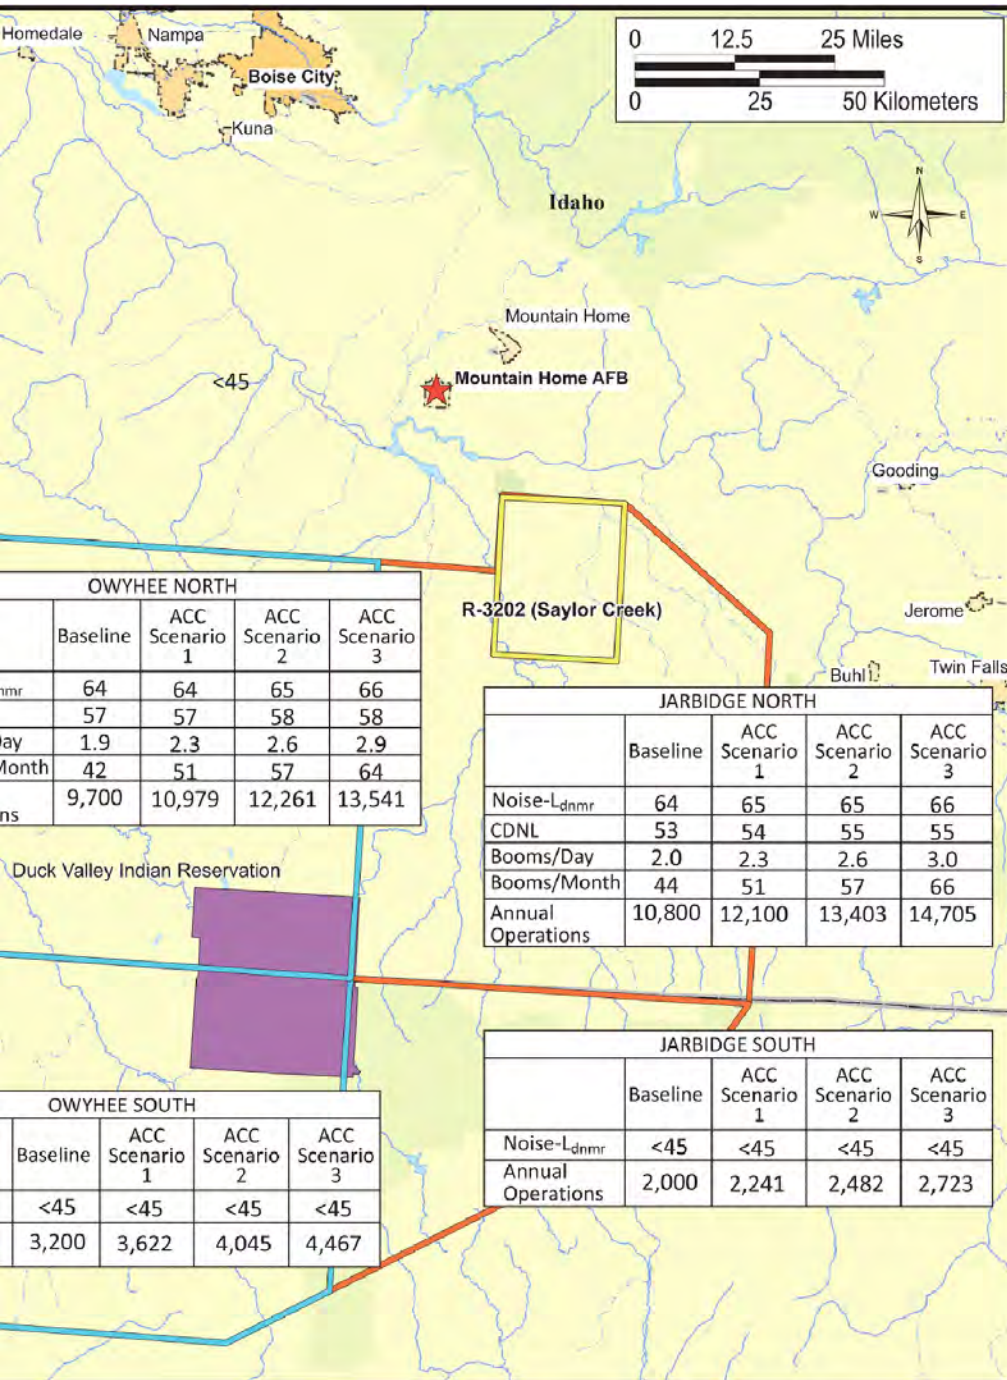 Homedale
Nampa
Boise City
Kuna
0 12.5 25 Miles
0 25 50 Kilometers
Idaho
N
W E
S
Mountain Home
Mountain Home AFB
<45
Gooding
R-3202 (Saylor Creek)
Jerome
Buhl
Twin Falls
OWYHEE NORTH
Baseline ACC Scenario 1 ACC Scenario 2 ACC Scenario 3
nmr 64 64 65 66
57 57 58 58
ay 1.9 2.3 2.6 2.9
Month 42 51 57 64
ns 9,700 10,979 12,261 13,541
JARBIDGE NORTH
Baseline ACC Scenario 1 ACC Scenario 2 ACC Scenario 3
Noise-Ldnmr 64 65 65 66
CDNL 53 54 55 55
Booms/Day 2.0 2.3 2.6 3.0
Booms/Month 44 51 57 66
Annual Operations 10,800 12,100 13,403 14,705
Duck Valley Indian Reservation
JARBIDGE SOUTH
Baseline ACC Scenario 1 ACC Scenario 2 ACC Scenario 3
Noise-Ldnmr <45 <45 <45 <45
Annual Operations 2,000 2,241 2,482 2,723
OWYHEE SOUTH
Baseline ACC Scenario 1 ACC Scenario 2 ACC Scenario 3
<45 <45 <45 <45
3,200 3,622 4,045 4,467